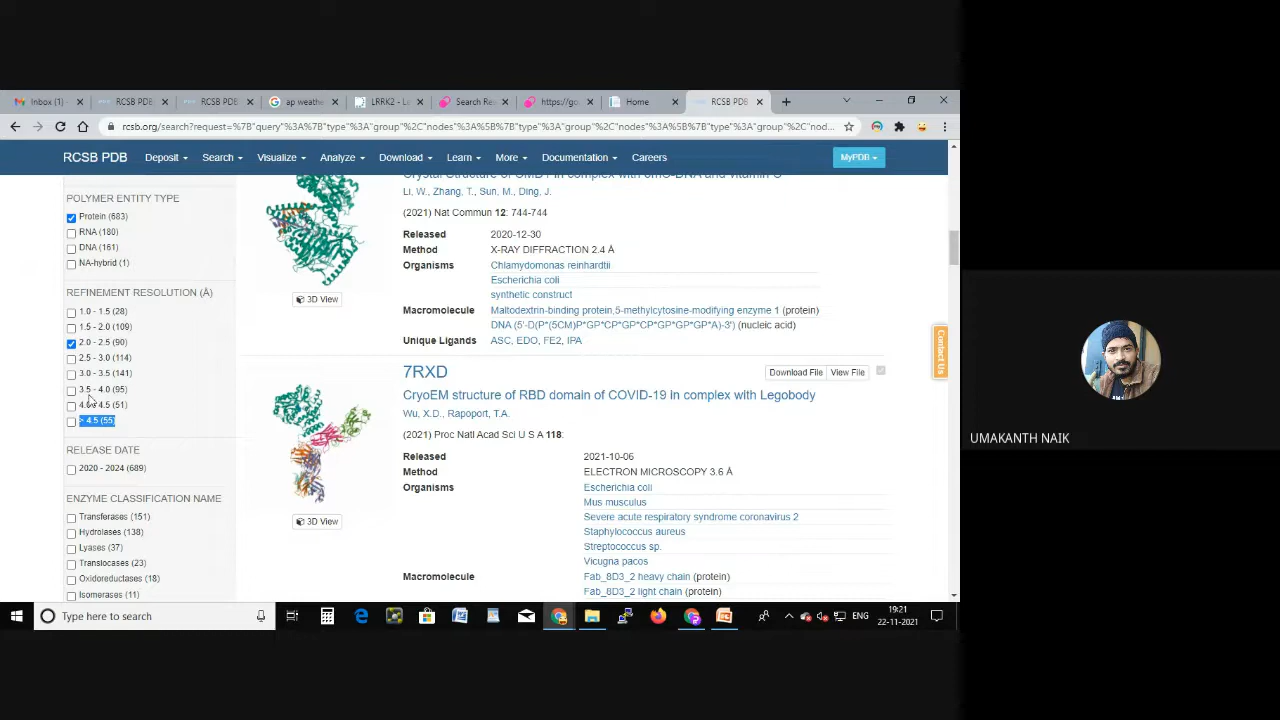 Inbox (1)
RCSB PDB
RCSB PDB
ap weathe
LRRK2 - L
Search Re
https://go
Home
RCSB PDB
rcsb.org/search?request=%7B"query"%3A%7B"type"%3A"group"%2C"nodes"%3A%5B%7B"type"%3A"group"%2C"nodes"%3A%5B%7B"type"%3A"group"%2C"nod...
RCSB PDB
Deposit
Search
Visualize
Analyze
Download
Learn
More
Documentation
Careers
MyPDB
POLYMER ENTITY TYPE
Protein (683)
RNA (180)
DNA (161)
NA-hybrid (1)
REFINEMENT RESOLUTION (Å)
1.0 - 1.5 (28)
1.5 - 2.0 (109)
2.0 - 2.5 (90)
2.5 - 3.0 (114)
3.0 - 3.5 (141)
3.5 - 4.0 (95)
4.0 - 4.5 (51)
> 4.5 (55)
RELEASE DATE
2020 - 2024 (689)
ENZYME CLASSIFICATION NAME
Transferases (151)
Hydrolases (138)
Lyases (37)
Translocases (23)
Oxidoreductases (18)
Isomerases (11)
3D View
Li, W., Zhang, T., Sun, M., Ding, J.
(2021) Nat Commun 12: 744-744
Released 2020-12-30
Method X-RAY DIFFRACTION 2.4 Å
Organisms Chlamydomonas reinhardtii
Escherichia coli
synthetic construct
Macromolecule Maltodextrin-binding protein,5-methylcytosine-modifying enzyme 1 (protein)
DNA (5'-D(P*(5CM)P*GP*CP*GP*CP*GP*GP*GP*A)-3') (nucleic acid)
Unique Ligands ASC, EDO, FE2, IPA
7RXD
Download File View File
CryoEM structure of RBD domain of COVID-19 in complex with Legobody
Wu, X.D., Rapoport, T.A.
(2021) Proc Natl Acad Sci U S A 118:
Released 2021-10-06
Method ELECTRON MICROSCOPY 3.6 Å
Organisms Escherichia coli
Mus musculus
Severe acute respiratory syndrome coronavirus 2
Staphylococcus aureus
Streptococcus sp.
Vicugna pacos
Macromolecule Fab_8D3_2 heavy chain (protein)
Fab_8D3_2 light chain (protein)
3D View
Contact Us
Type here to search
ENG
19:21
22-11-2021
UMAKANTH NAIK